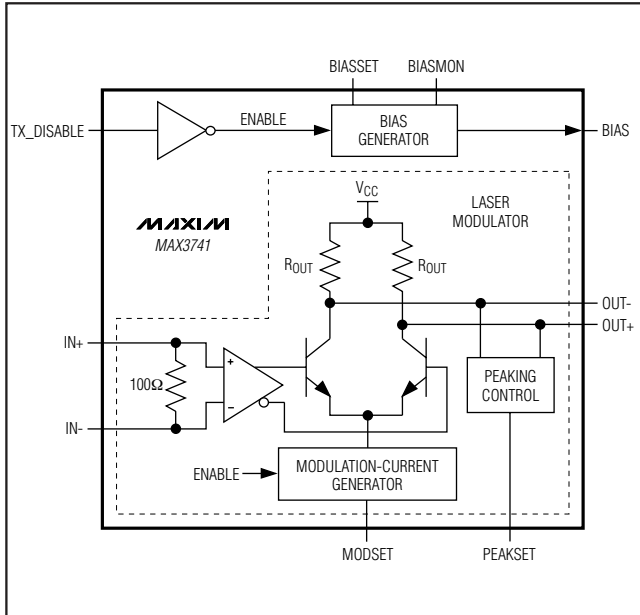 BIASSET BIASMON
TX_DISABLE
ENABLE
BIAS
GENERATOR
BIAS
VCC
LASER
MODULATOR
MAXIM
MAX3741
ROUT
ROUT
OUT-
OUT+
IN+
100Ω
IN-
+
−
PEAKING
CONTROL
ENABLE
MODULATION-CURRENT
GENERATOR
MODSET
PEAKSET